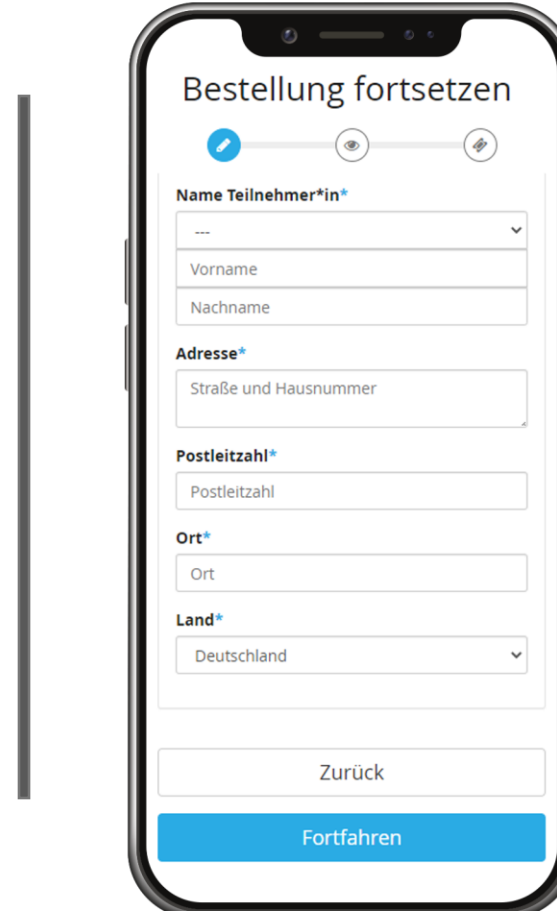 Bestellung fortsetzen
Name Teilnehmer*in*
---
Vorname
Nachname
Adresse*
Straße und Hausnummer
Postleitzahl*
Postleitzahl
Ort*
Ort
Land*
Deutschland
Zurück
Fortfahren